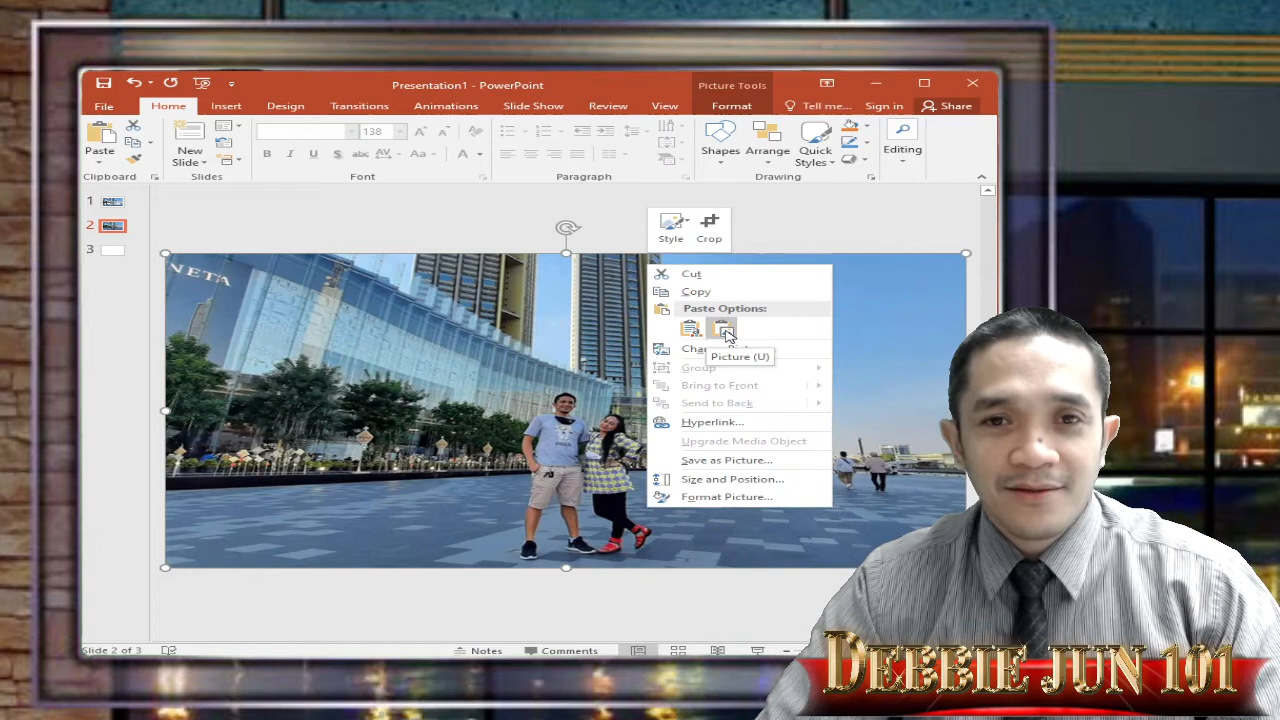 Presentation1 - PowerPoint
Picture Tools
File
Home
Insert
Design
Transitions
Animations
Slide Show
Review
View
Format
Tell me...
Sign in
Share
Paste
New
Slide
138
B I U S abc AV Aa A
Shapes
Arrange
Quick
Styles
Editing
Clipboard
Slides
Font
Paragraph
Drawing
1
2
3
Style
Crop
NETA
Cut
Copy
Paste Options:
Picture (U)
Group
Bring to Front
Send to Back
Hyperlink...
Upgrade Media Object
Save as Picture...
Size and Position...
Format Picture...
Slide 2 of 3
Notes
Comments
DEBBIE JUN 101